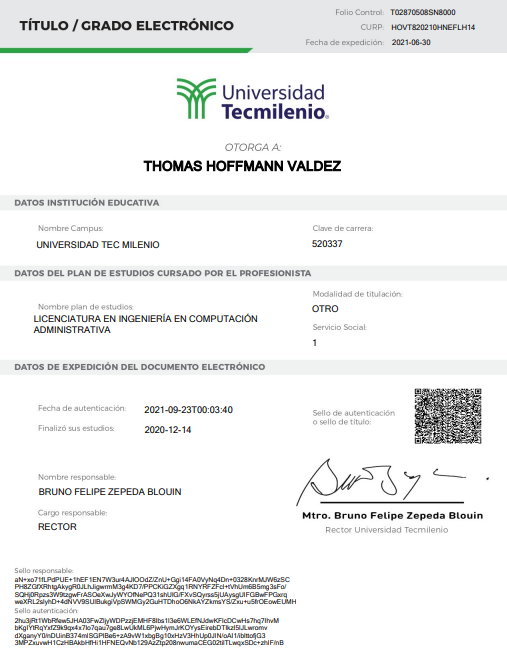 TÍTULO / GRADO ELECTRÓNICO
Folio Control: T02870508SN8000
CURP: HOVT820210HNEFLH14
Fecha de expedición: 2021-06-30
Universidad
Tecmilenio
OTORGA A:
THOMAS HOFFMANN VALDEZ
DATOS INSTITUCIÓN EDUCATIVA
Nombre Campus:
Clave de carrera:
UNIVERSIDAD TEC MILENIO
520337
DATOS DEL PLAN DE ESTUDIOS CURSADO POR EL PROFESIONISTA
Modalidad de titulación:
Nombre plan de estudios:
OTRO
LICENCIATURA EN INGENIERÍA EN COMPUTACIÓN
ADMINISTRATIVA
Servicio Social:
1
DATOS DE EXPEDICIÓN DEL DOCUMENTO ELECTRÓNICO
Fecha de autenticación: 2021-09-23T00:03:40
Sello de autenticación
o sello de título:
Finalizó sus estudios: 2020-12-14
Nombre responsable:
BRUNO FELIPE ZEPEDA BLOUIN
Cargo responsable:
RECTOR
Mtro. Bruno Felipe Zepeda Blouin
Rector Universidad Tecmilenio
Sello responsable:
Sello autenticación: